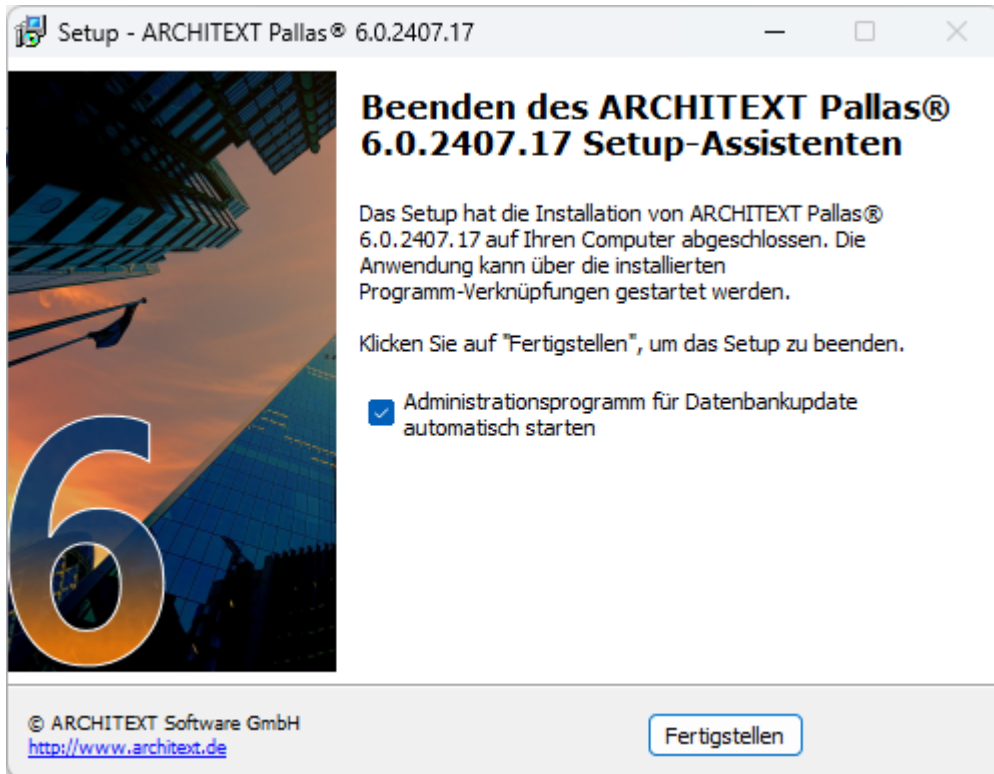 Setup - ARCHITEXT Pallas® 6.0.2407.17
Beenden des ARCHITEXT Pallas®
6.0.2407.17 Setup-Assistenten
Das Setup hat die Installation von ARCHITEXT Pallas®
6.0.2407.17 auf Ihren Computer abgeschlossen. Die
Anwendung kann über die installierten
Programm-Verknüpfungen gestartet werden.
Klicken Sie auf "Fertigstellen", um das Setup zu beenden.
Administrationsprogramm für Datenbankupdate
automatisch starten
6
© ARCHITEXT Software GmbH
http://www.architext.de
Fertigstellen